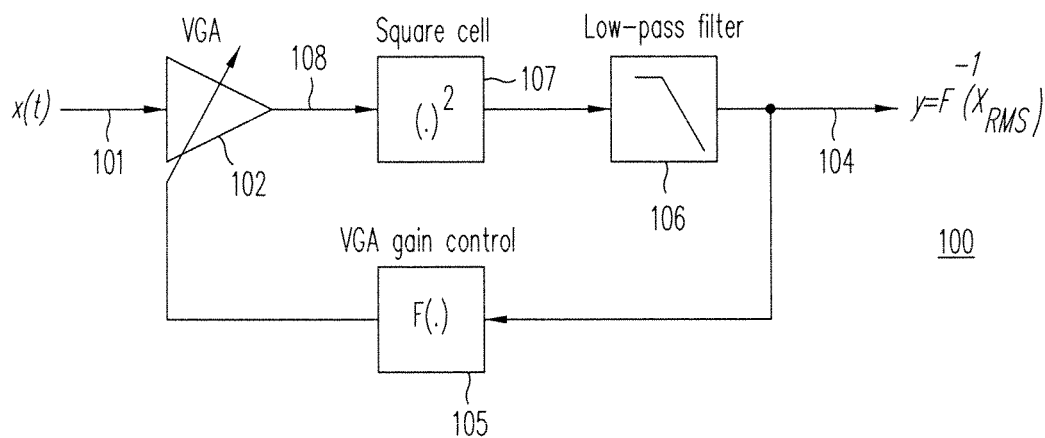 VGA
Square cell
Low-pass filter
x(t)
101
102
108
(.)²
107
106
104
y=F⁻¹(X_RMS)
VGA gain control
F(.)
105
100